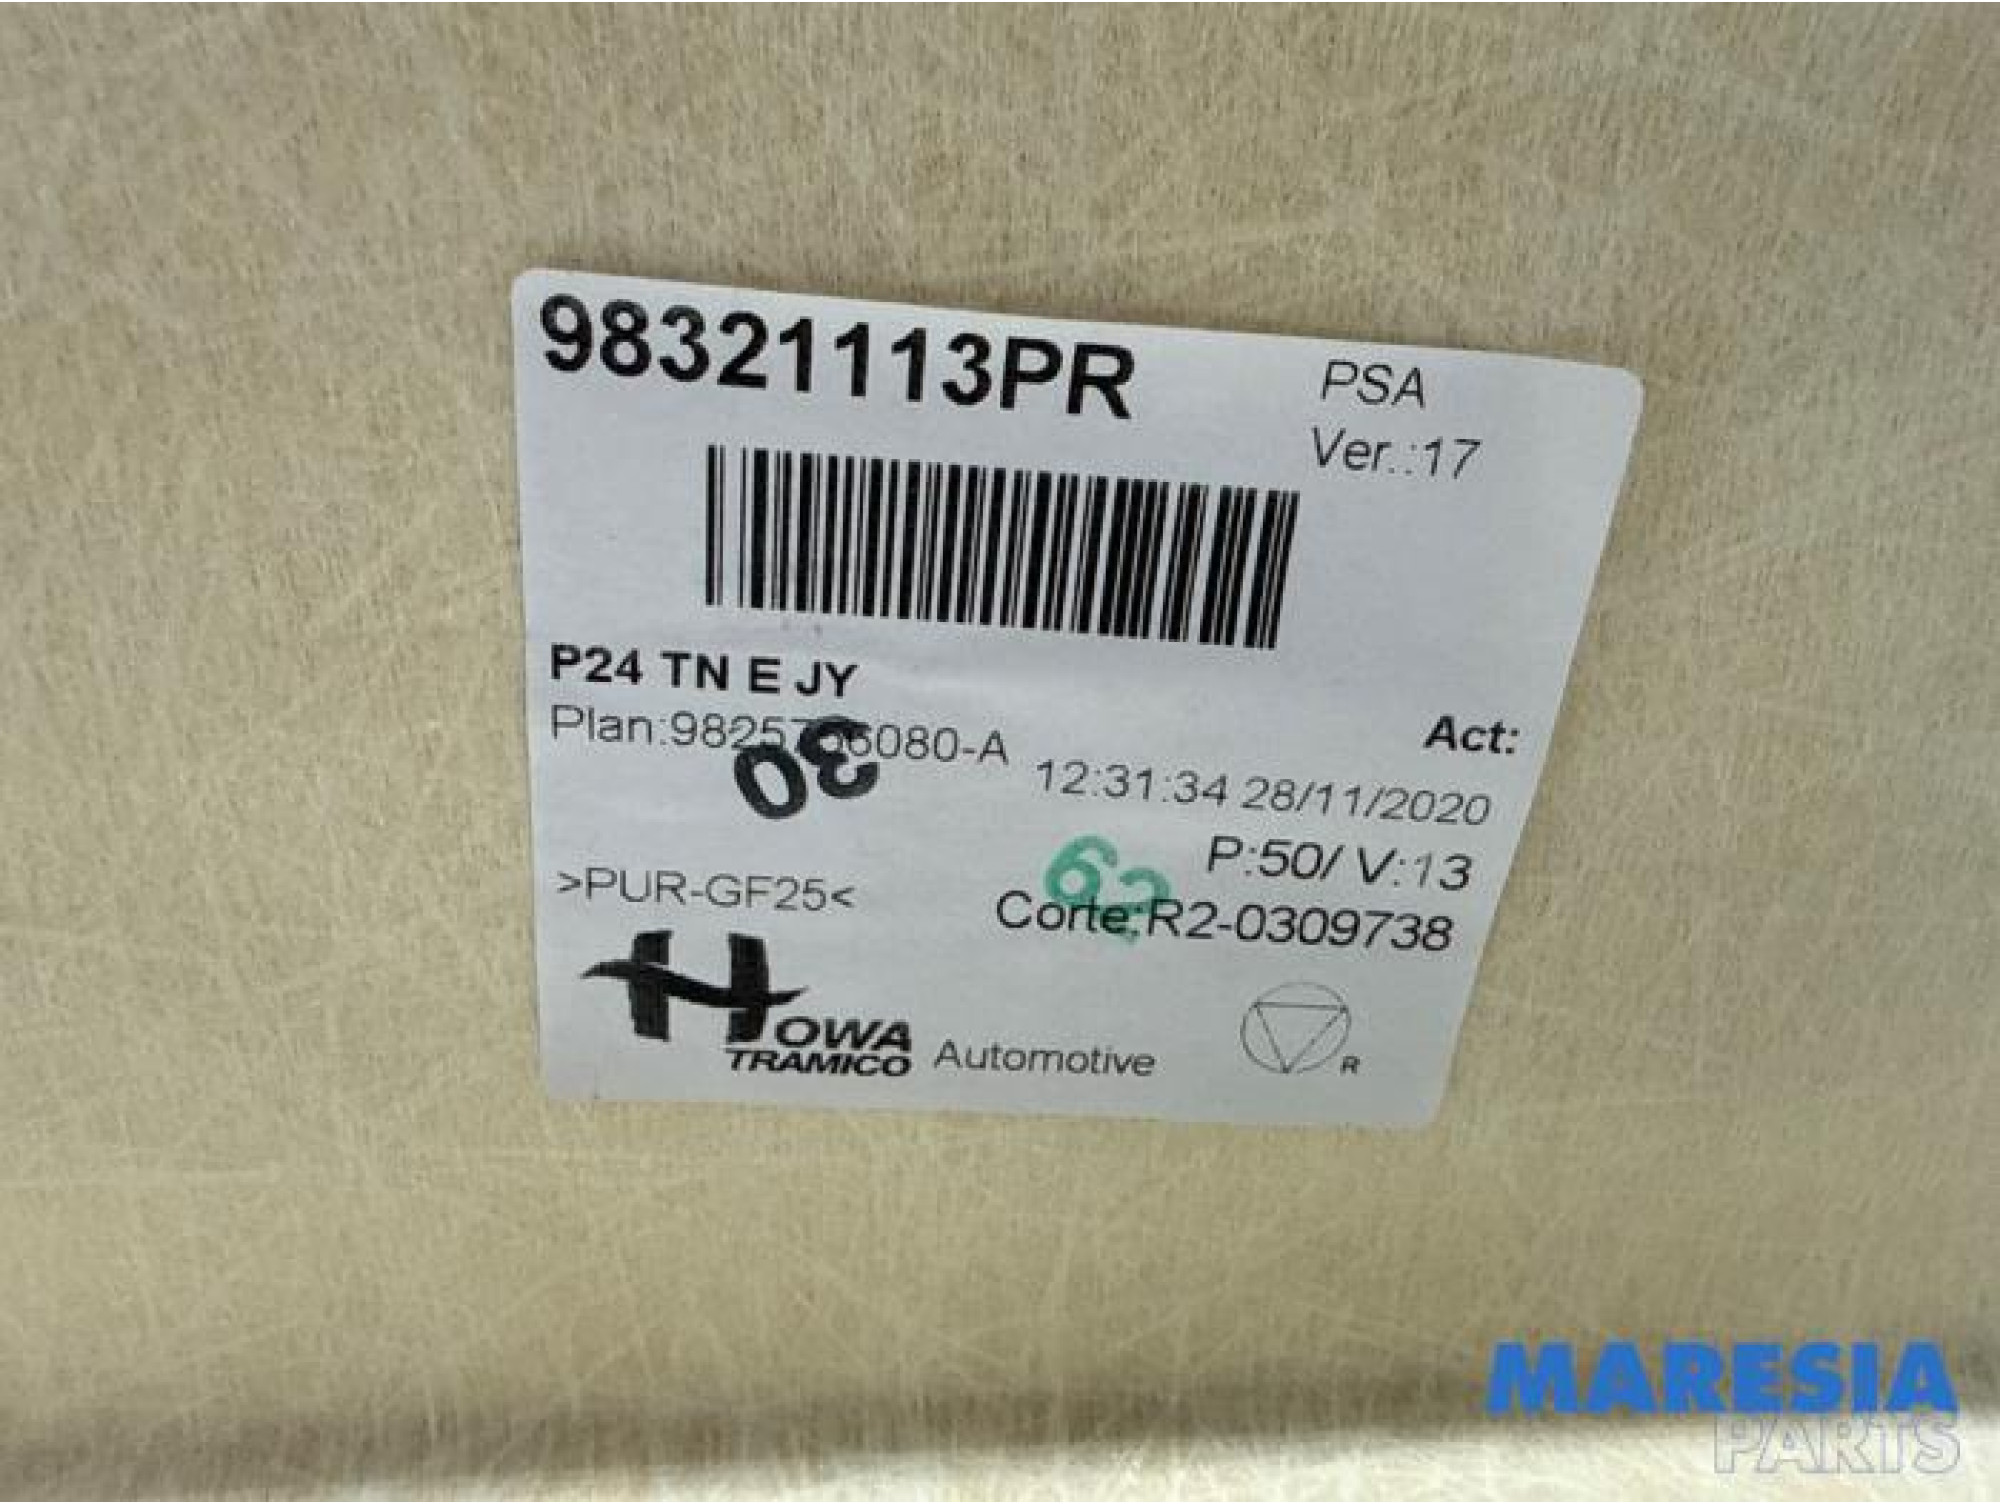 98321113PR
PSA
Ver.:17
P24 TN E JY
Act:
12:31:34 28/11/2020
30
62
P:50/ V:13
>PUR-GF25<
Corte:R2-0309738
HOWA
TRAMICO Automotive
R
MARESIA
PARTS